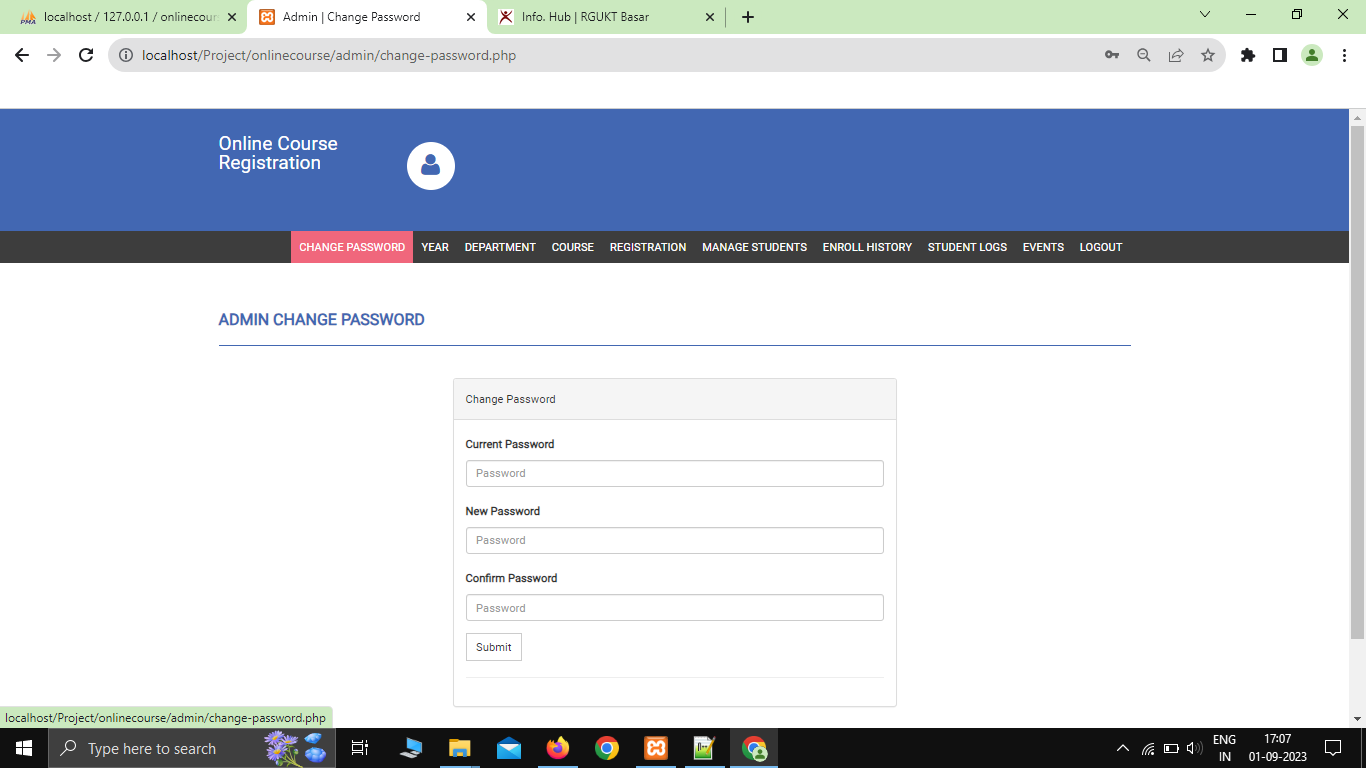 localhost / 127.0.0.1 / onlinecour
Admin | Change Password
Info. Hub | RGUKT Basar
localhost/Project/onlinecourse/admin/change-password.php
Online Course
Registration
CHANGE PASSWORD YEAR DEPARTMENT COURSE REGISTRATION MANAGE STUDENTS ENROLL HISTORY STUDENT LOGS EVENTS LOGOUT
ADMIN CHANGE PASSWORD
Change Password
Current Password
Password
New Password
Password
Confirm Password
Password
Submit
localhost/Project/onlinecourse/admin/change-password.php
Type here to search
ENG
IN
17:07
01-09-2023